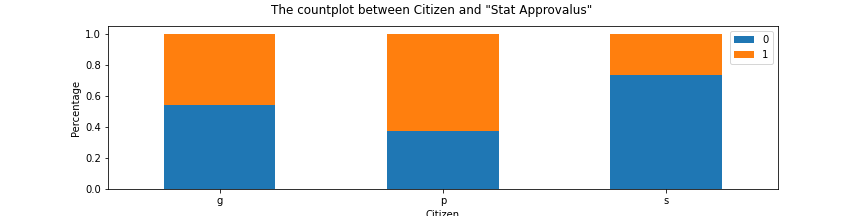 The countplot between Citizen and "Stat Approvalus"
1.0
0.8
0.6
0.4
0.2
0.0
Percentage
0
1
g
p
s
Citizen